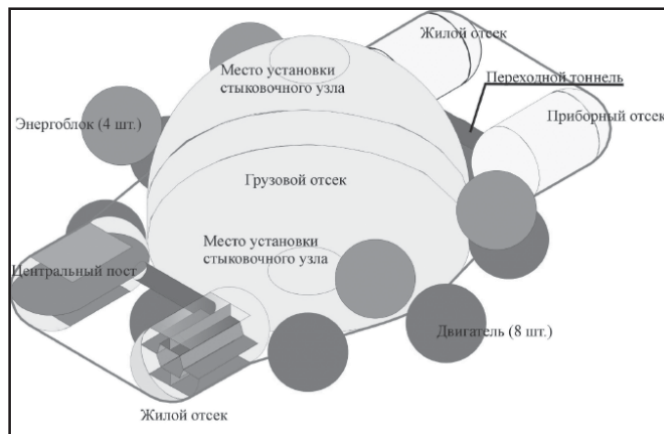 Жилой отсек
Место установки
стыковочного узла
Переходной тоннель
Энергоблок (4 шт.)
Приборный отсек
Грузовой отсек
Место установки
стыковочного узла
Центральный пост
Двигатель (8 шт.)
Жилой отсек